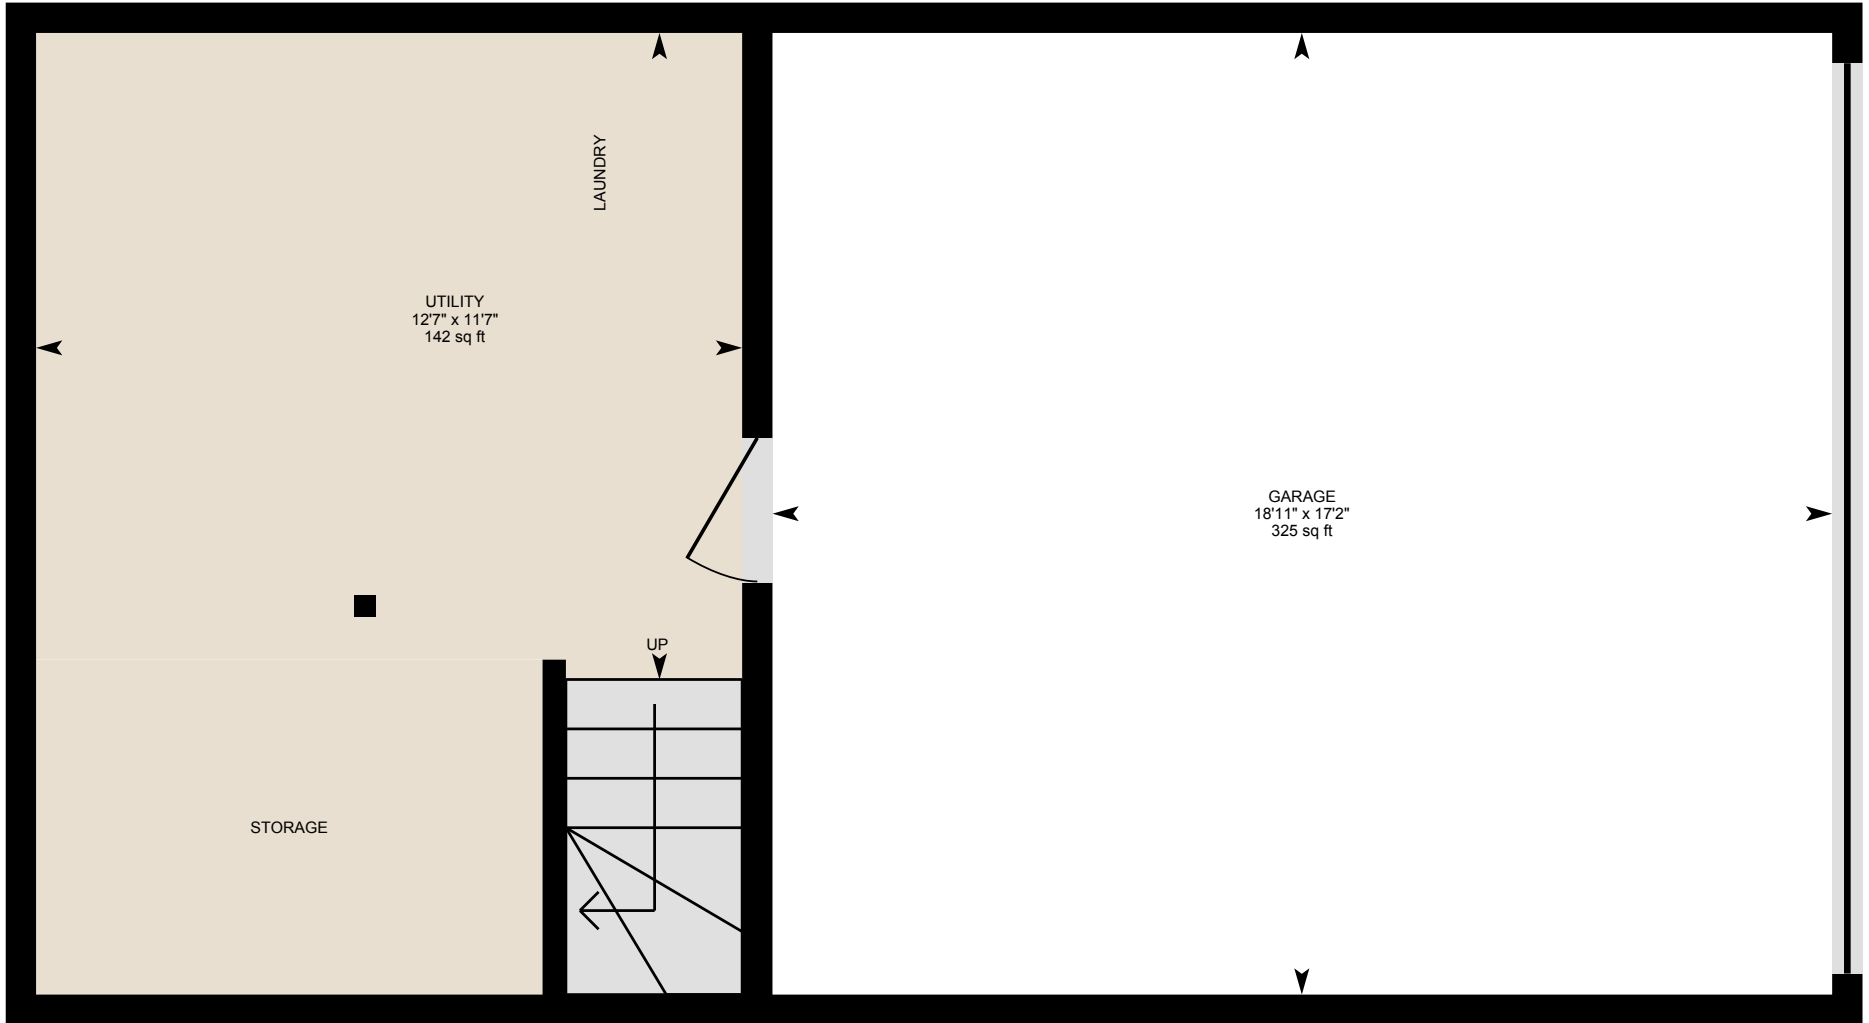 LAUNDRY
UTILITY
12'7" x 11'7"
142 sq ft
GARAGE
18'11" x 17'2"
325 sq ft
UP
STORAGE